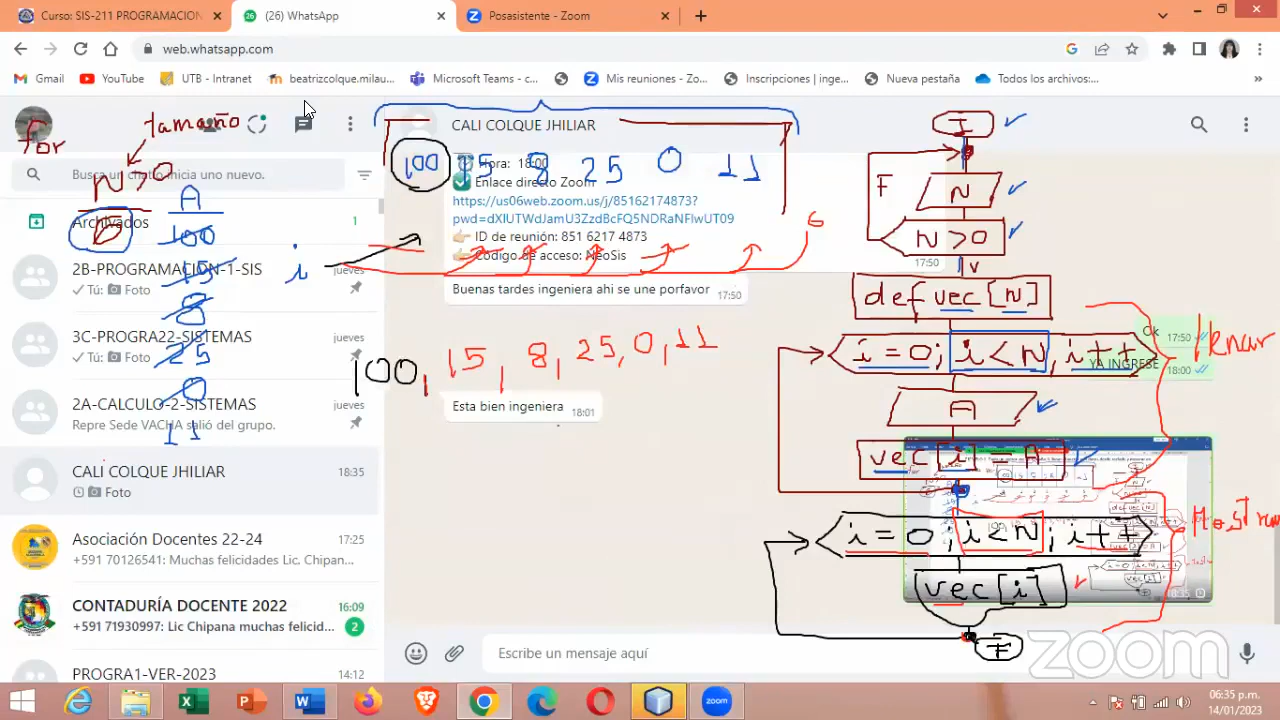 Curso: SIS-211 PROGRAMACION
(26) WhatsApp
Posasistente - Zoom
web.whatsapp.com
Gmail
YouTube
UTB - Intranet
beatrizcolque.milau...
Microsoft Teams - c...
Mis reuniones - Zo...
Inscripciones | inge...
Nueva pestaña
Todos los archivos:...
Busca un chat o inicia uno nuevo.
Archivados
1
2B-PROGRAMACION-1-SIS
jueves
Tú: Foto
3C-PROGRA22-SISTEMAS
jueves
Tú: Foto
2A-CALCULO-2-SISTEMAS
jueves
Repre Sede VACHA salió del grupo.
CALI COLQUE JHILIAR
18:35
Foto
Asociación Docentes 22-24
17:25
+591 70126541: Muchas felicidades Lic. Chipan...
CONTADURÍA DOCENTE 2022
16:09
+591 71930997: Lic Chipana muchas felicid...
2
PROGRA1-VER-2023
14:12
CALI COLQUE JHILIAR
Hora: 18:00
Enlace directo Zoom
https://us06web.zoom.us/j/85162174873?
pwd=dXlUTWdJamU3ZzdBcFQ5NDRaNFlwUT09
ID de reunión: 851 6217 4873
Código de acceso: NeoSis
17:50
Buenas tardes ingeniera ahi se une porfavor
17:50
Ok
17:50
YA INGRESE
18:00
Esta bien ingeniera
18:01
18:35
Escribe un mensaje aquí
for
tamaño
N>0
6
A
100
15
8
25
0
11
100 15 8 25 0 11
i
6
100, 15, 8, 25, 0, 11
I
N
F
N>0
V
def vec[N]
i=0; i<N; i++
A
vec[i]=A
llenar
i=0; i<N; i++
vec[i]
Mostrar
F
zoom
zoom
06:35 p.m.
14/01/2023